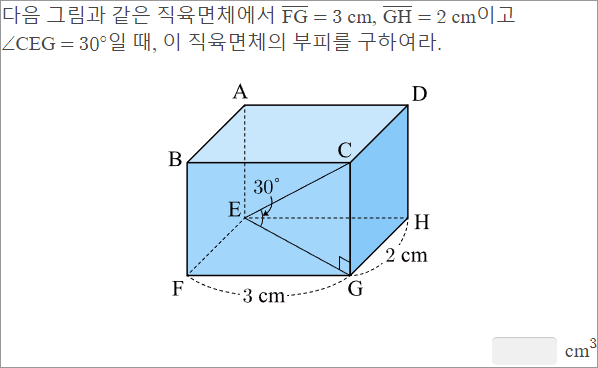 다음 그림과 같은 직육면체에서 F͞G͞ = 3 cm, G͞H͞ = 2 cm이고
∠CEG = 30°일 때, 이 직육면체의 부피를 구하여라.
A
D
B
C
30°
E
H
2 cm
F
3 cm
G
cm³